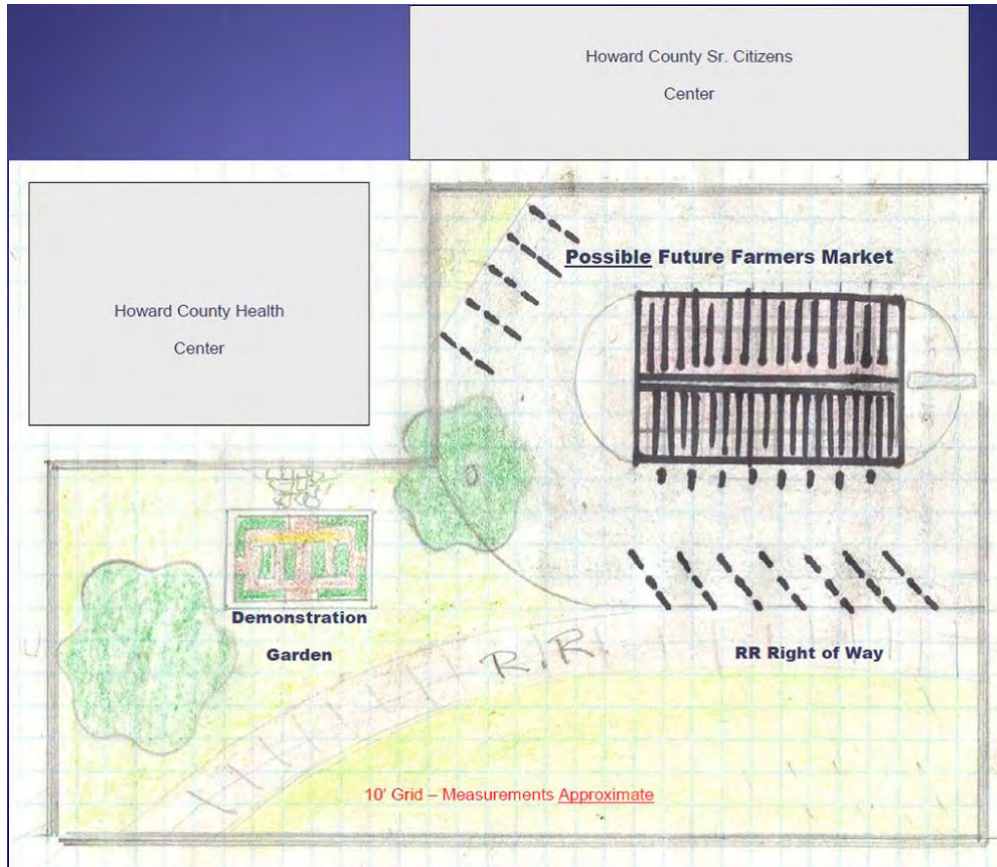 Howard County Sr. Citizens
Center
Possible Future Farmers Market
Howard County Health
Center
Demonstration
Garden
R.R.
RR Right of Way
10' Grid – Measurements Approximate